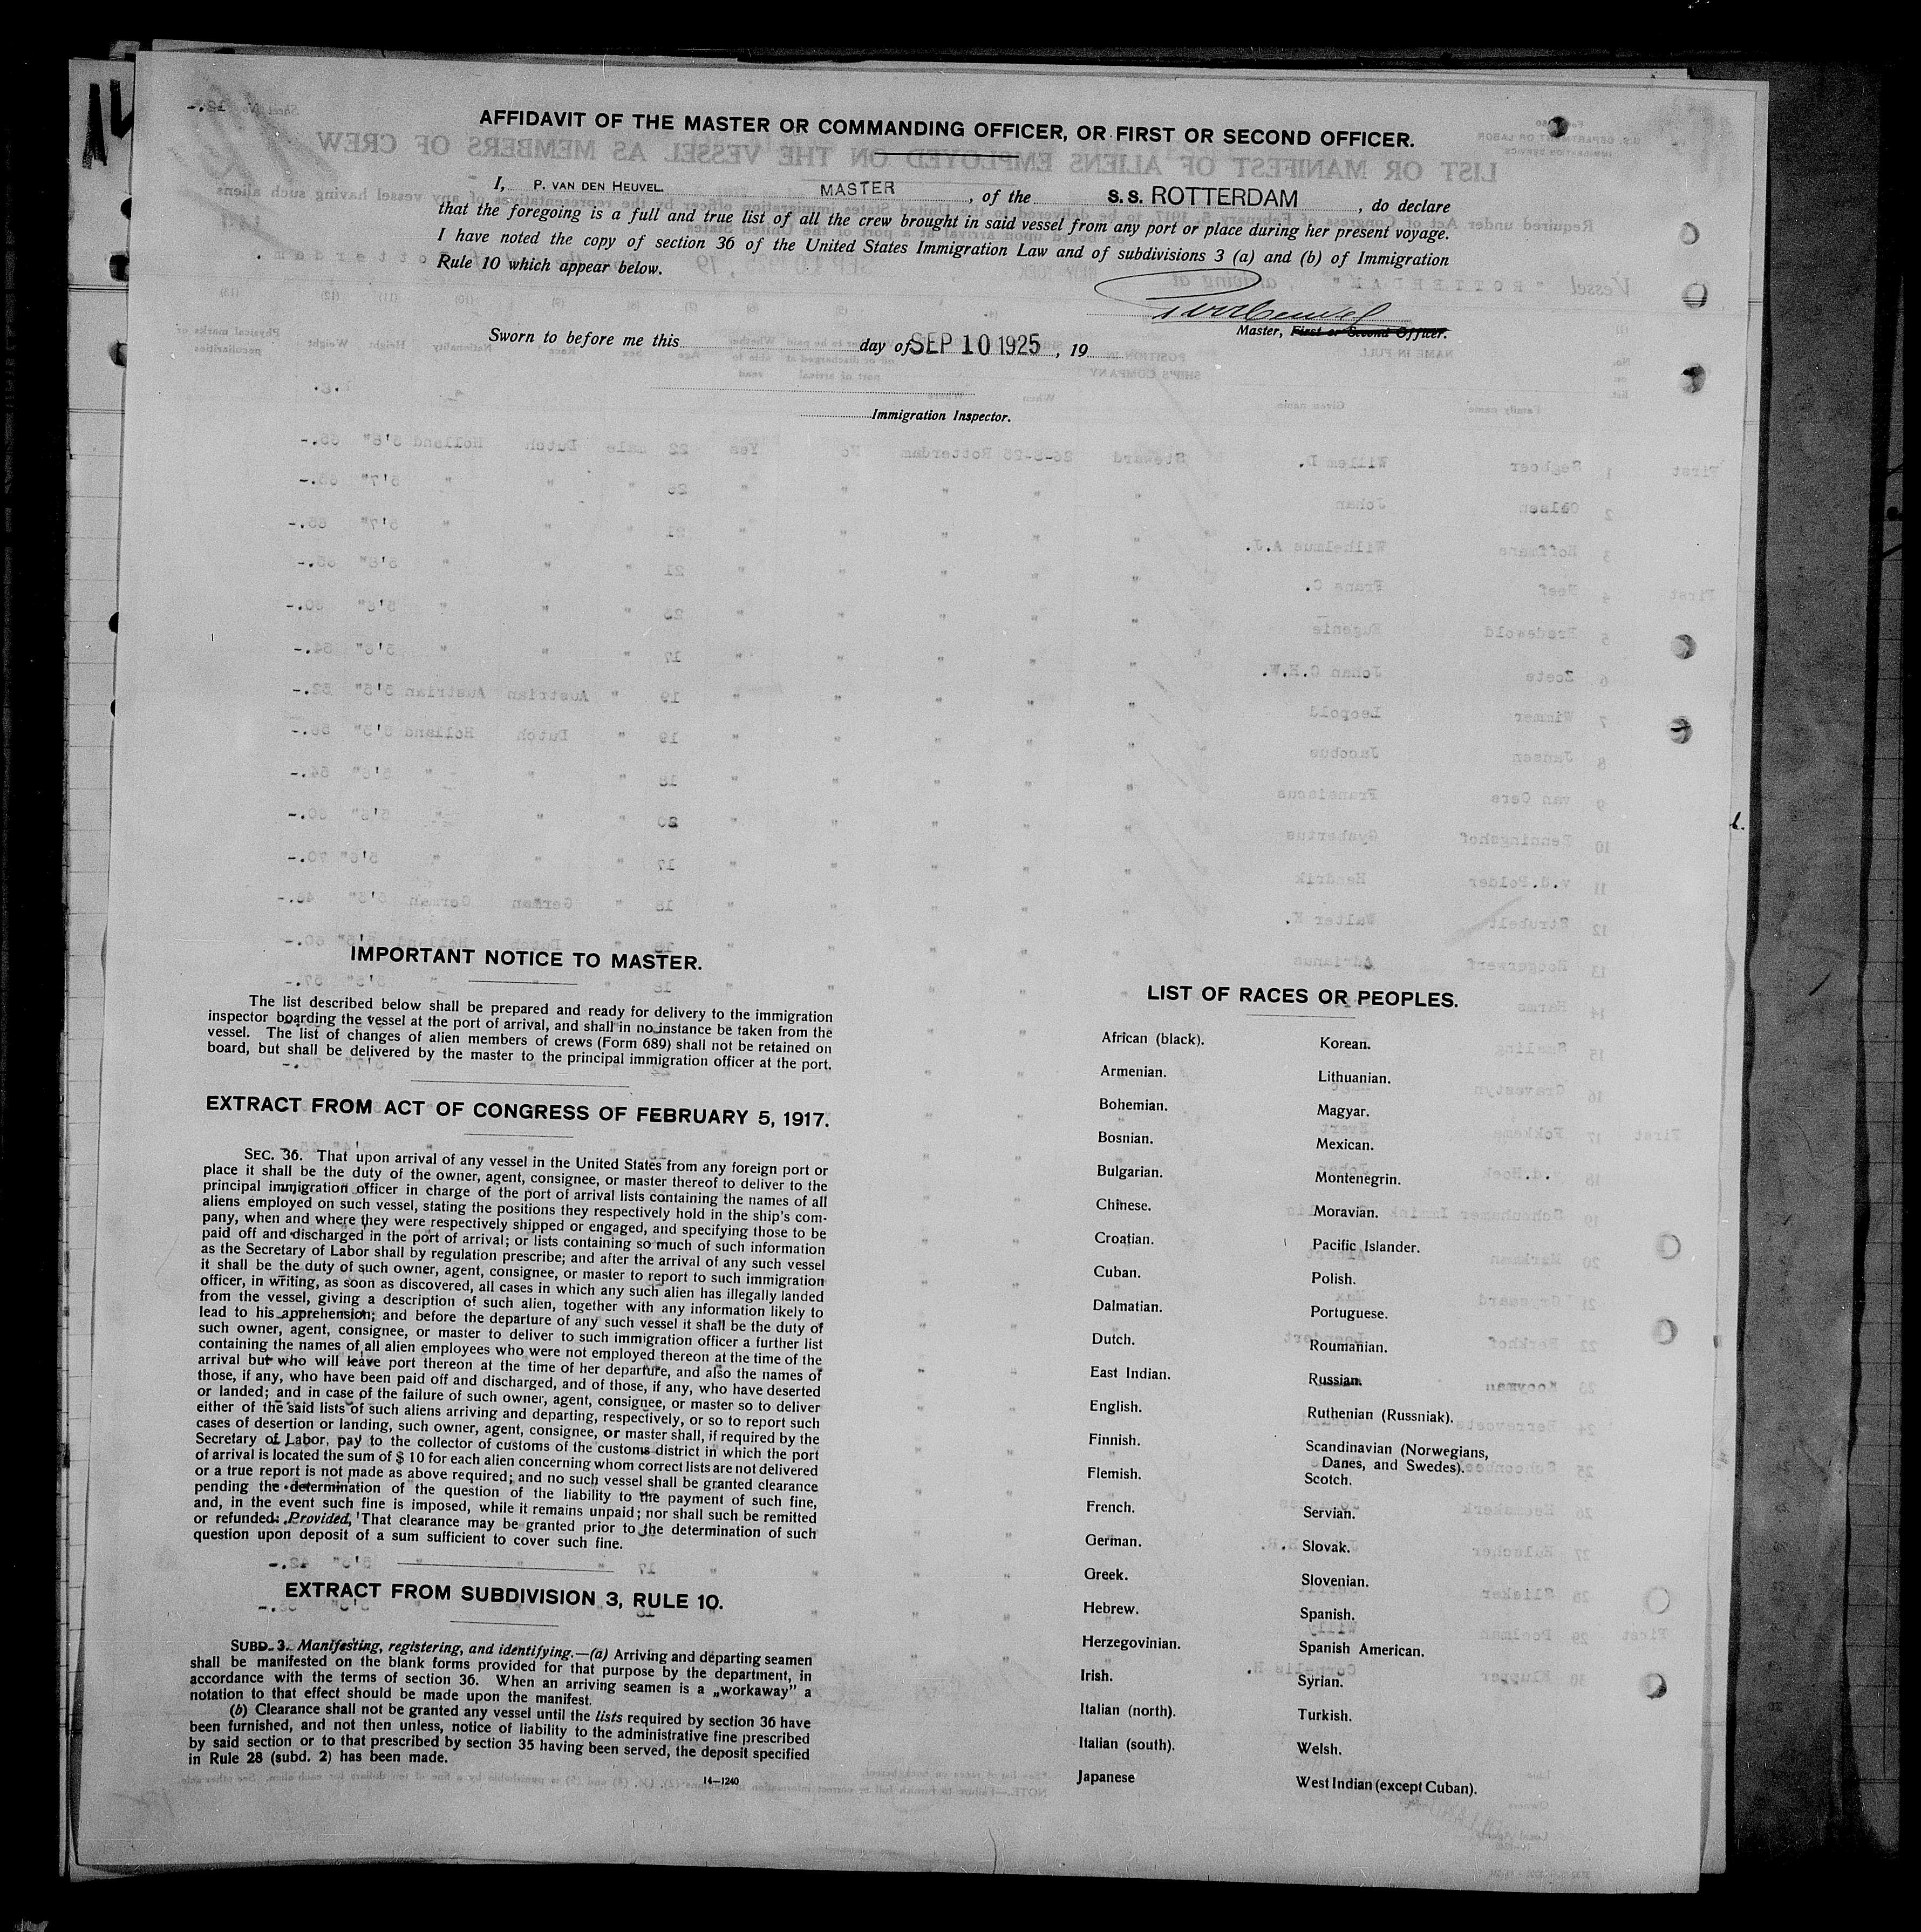 AFFIDAVIT OF THE MASTER OR COMMANDING OFFICER, OR FIRST OR SECOND OFFICER.
I, P. VAN DEN HEUVEL MASTER, of the S.S. ROTTERDAM, do declare
that the foregoing is a full and true list of all the crew brought in said vessel from any port or place during her present voyage.
I have noted the copy of section 36 of the United States Immigration Law and of subdivisions 3 (a) and (b) of Immigration
Rule 10 which appear below.
Master, First or Second Officer.
Sworn to before me this day of SEP 10 1925, 19
Immigration Inspector.
IMPORTANT NOTICE TO MASTER.
The list described below shall be prepared and ready for delivery to the immigration
inspector boarding the vessel at the port of arrival, and shall in no instance be taken from the
vessel. The list of changes of alien members of crews (Form 689) shall not be retained on
board, but shall be delivered by the master to the principal immigration officer at the port.
EXTRACT FROM ACT OF CONGRESS OF FEBRUARY 5, 1917.
SEC. 36. That upon arrival of any vessel in the United States from any foreign port or
place it shall be the duty of the owner, agent, consignee, or master thereof to deliver to the
principal immigration officer in charge of the port of arrival lists containing the names of all
aliens employed on such vessel, stating the positions they respectively hold in the ship's com-
pany, when and where they were respectively shipped or engaged, and specifying those to be
paid off and discharged in the port of arrival; or lists containing so much of such information
as the Secretary of Labor shall by regulation prescribe; and after the arrival of any such vessel
it shall be the duty of such owner, agent, consignee, or master to report to such immigration
officer, in writing, as soon as discovered, all cases in which any such alien has illegally landed
from the vessel, giving a description of such alien, together with any information likely to
lead to his apprehension; and before the departure of any such vessel it shall be the duty of
such owner, agent, consignee, or master to deliver to such immigration officer a further list
containing the names of all alien employees who were not employed thereon at the time of the
arrival but who will leave port thereon at the time of her departure, and also the names of
those, if any, who have been paid off and discharged, and of those, if any, who have deserted
or landed; and in case of the failure of such owner, agent, consignee, or master so to deliver
either of the said lists of such aliens arriving and departing, respectively, or so to report such
cases of desertion or landing, such owner, agent, consignee, or master shall, if required by the
Secretary of Labor, pay to the collector of customs of the customs district in which the port
of arrival is located the sum of $ 10 for each alien concerning whom correct lists are not delivered
or a true report is not made as above required; and no such vessel shall be granted clearance
pending the determination of the question of the liability to the payment of such fine,
and, in the event such fine is imposed, while it remains unpaid; nor shall such be remitted
or refunded: Provided, That clearance may be granted prior to the determination of such
question upon deposit of a sum sufficient to cover such fine.
EXTRACT FROM SUBDIVISION 3, RULE 10.
SUBD. 3. Manifesting, registering, and identifying.—(a) Arriving and departing seamen
shall be manifested on the blank forms provided for that purpose by the department, in
accordance with the terms of section 36. When an arriving seamen is a „workaway" a
notation to that effect should be made upon the manifest.
(b) Clearance shall not be granted any vessel until the lists required by section 36 have
been furnished, and not then unless, notice of liability to the administrative fine prescribed
by said section or to that prescribed by section 35 having been served, the deposit specified
in Rule 28 (subd. 2) has been made.
14—1240
LIST OF RACES OR PEOPLES.
African (black).
Armenian.
Bohemian.
Bosnian.
Bulgarian.
Chinese.
Croatian.
Cuban.
Dalmatian.
Dutch.
East Indian.
English.
Finnish.
Flemish.
French.
German.
Greek.
Hebrew.
Herzegovinian.
Irish.
Italian (north).
Italian (south).
Japanese
Korean.
Lithuanian.
Magyar.
Mexican.
Montenegrin.
Moravian.
Pacific Islander.
Polish.
Portuguese.
Roumanian.
Russian.
Ruthenian (Russniak).
Scandinavian (Norwegians,
Danes, and Swedes).
Scotch.
Servian.
Slovak.
Slovenian.
Spanish.
Spanish American.
Syrian.
Turkish.
Welsh.
West Indian (except Cuban).